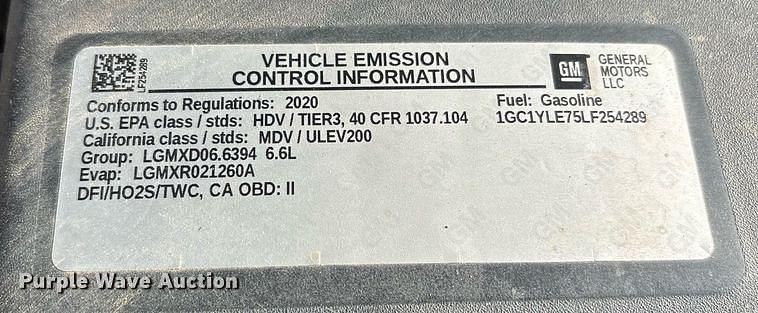 LF254289
VEHICLE EMISSION
CONTROL INFORMATION
GM
GENERAL
MOTORS
LLC
Conforms to Regulations: 2020
Fuel: Gasoline
U.S. EPA class / stds: HDV / TIER3, 40 CFR 1037.104
1GC1YLE75LF254289
California class / stds: MDV / ULEV200
Group: LGMXD06.6394 6.6L
Evap: LGMXR021260A
DFI/HO2S/TWC, CA OBD: II
Purple Wave Auction